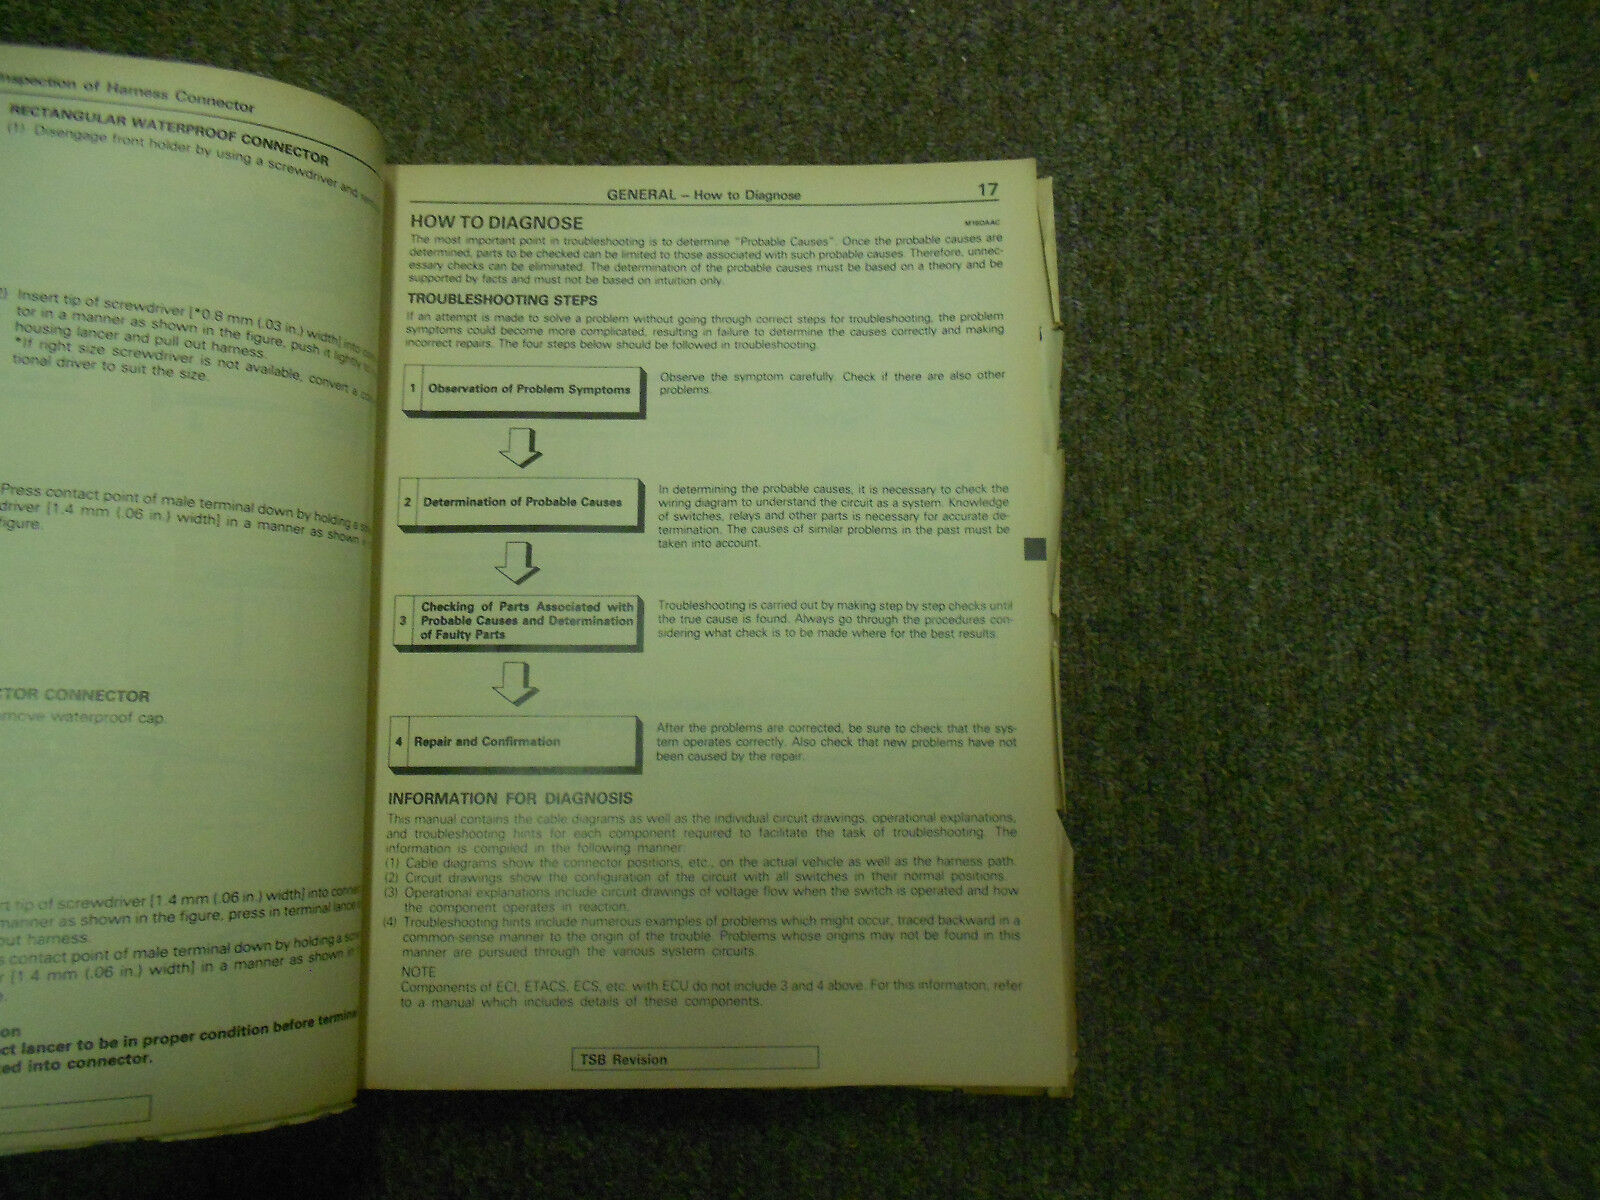 Inspection of Harness Connector
RECTANGULAR WATERPROOF CONNECTOR
(1) Disengage front holder by using a screwdriver and
Insert tip of screwdriver [*0.8 mm (.03 in.) width] into
tor in a manner as shown in the figure, push it lightly to
housing lancer and pull out harness.
*If right size screwdriver is not available, convert a
tional driver to suit the size.
Press contact point of male terminal down by holding a
driver [1.4 mm (.06 in.) width] in a manner as shown
figure.
CONNECTOR
waterproof cap.
tip of screwdriver [1.4 mm (.06 in.) width] into
manner as shown in the figure, press in terminal lance
out harness.
contact point of male terminal down by holding a
[1.4 mm (.06 in.) width] in a manner as shown
lancer to be in proper condition before
into connector.
GENERAL – How to Diagnose
17
HOW TO DIAGNOSE
M16DAAC
The most important point in troubleshooting is to determine "Probable Causes". Once the probable causes are
determined, parts to be checked can be limited to those associated with such probable causes. Therefore, unnec-
essary checks can be eliminated. The determination of the probable causes must be based on a theory and be
supported by facts and must not be based on intuition only.
TROUBLESHOOTING STEPS
If an attempt is made to solve a problem without going through correct steps for troubleshooting, the problem
symptoms could become more complicated, resulting in failure to determine the causes correctly and making
incorrect repairs. The four steps below should be followed in troubleshooting.
1 Observation of Problem Symptoms
Observe the symptom carefully. Check if there are also other
problems.
2 Determination of Probable Causes
In determining the probable causes, it is necessary to check the
wiring diagram to understand the circuit as a system. Knowledge
of switches, relays and other parts is necessary for accurate de-
termination. The causes of similar problems in the past must be
taken into account.
3 Checking of Parts Associated with
Probable Causes and Determination
of Faulty Parts
Troubleshooting is carried out by making step by step checks until
the true cause is found. Always go through the procedures con-
sidering what check is to be made where for the best results.
4 Repair and Confirmation
After the problems are corrected, be sure to check that the sys-
tem operates correctly. Also check that new problems have not
been caused by the repair.
INFORMATION FOR DIAGNOSIS
This manual contains the cable diagrams as well as the individual circuit drawings, operational explanations,
and troubleshooting hints for each component required to facilitate the task of troubleshooting. The
information is compiled in the following manner:
(1) Cable diagrams show the connector positions, etc., on the actual vehicle as well as the harness path.
(2) Circuit drawings show the configuration of the circuit with all switches in their normal positions.
(3) Operational explanations include circuit drawings of voltage flow when the switch is operated and how
the component operates in reaction.
(4) Troubleshooting hints include numerous examples of problems which might occur, traced backward in a
common-sense manner to the origin of the trouble. Problems whose origins may not be found in this
manner are pursued through the various system circuits.
NOTE
Components of ECI, ETACS, ECS, etc. with ECU do not include 3 and 4 above. For this information, refer
to a manual which includes details of these components.
TSB Revision